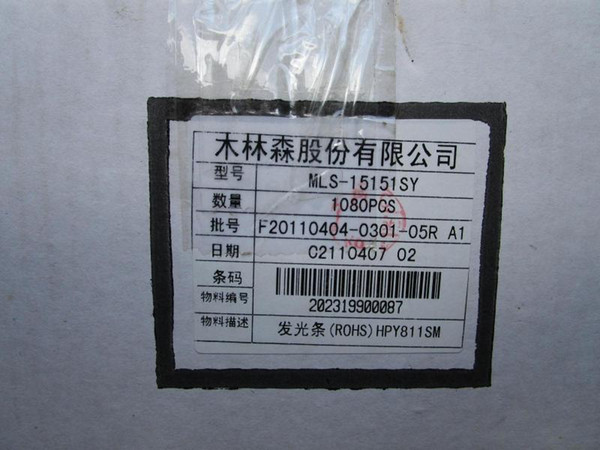 木林森股份有限公司
型号 MLS-15151SY
数量 1080PCS
批号 F20110404-0301-05R A1
日期 C2110407 02
条码
物料编号 202319900087
物料描述 发光条(ROHS)HPY811SM